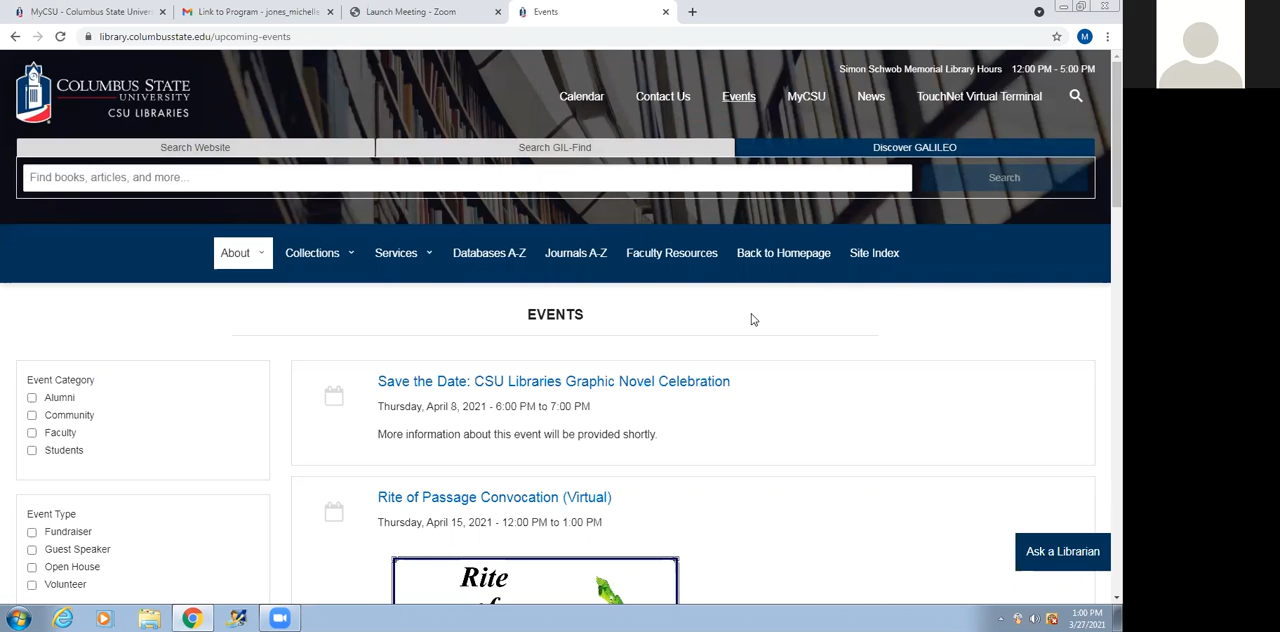 MyCSU - Columbus State Univer
Link to Program - jones_michelle
Launch Meeting - Zoom
Events
library.columbusstate.edu/upcoming-events
M
COLUMBUS STATE
UNIVERSITY
CSU LIBRARIES
Simon Schwob Memorial Library Hours 12:00 PM - 5:00 PM
Calendar Contact Us Events MyCSU News TouchNet Virtual Terminal
Search Website Search GIL-Find Discover GALILEO
Find books, articles, and more... Search
About Collections Services Databases A-Z Journals A-Z Faculty Resources Back to Homepage Site Index
EVENTS
Event Category
Alumni
Community
Faculty
Students
Event Type
Fundraiser
Guest Speaker
Open House
Volunteer
Save the Date: CSU Libraries Graphic Novel Celebration
Thursday, April 8, 2021 - 6:00 PM to 7:00 PM
More information about this event will be provided shortly.
Rite of Passage Convocation (Virtual)
Thursday, April 15, 2021 - 12:00 PM to 1:00 PM
Rite
Ask a Librarian
1:00 PM
3/27/2021